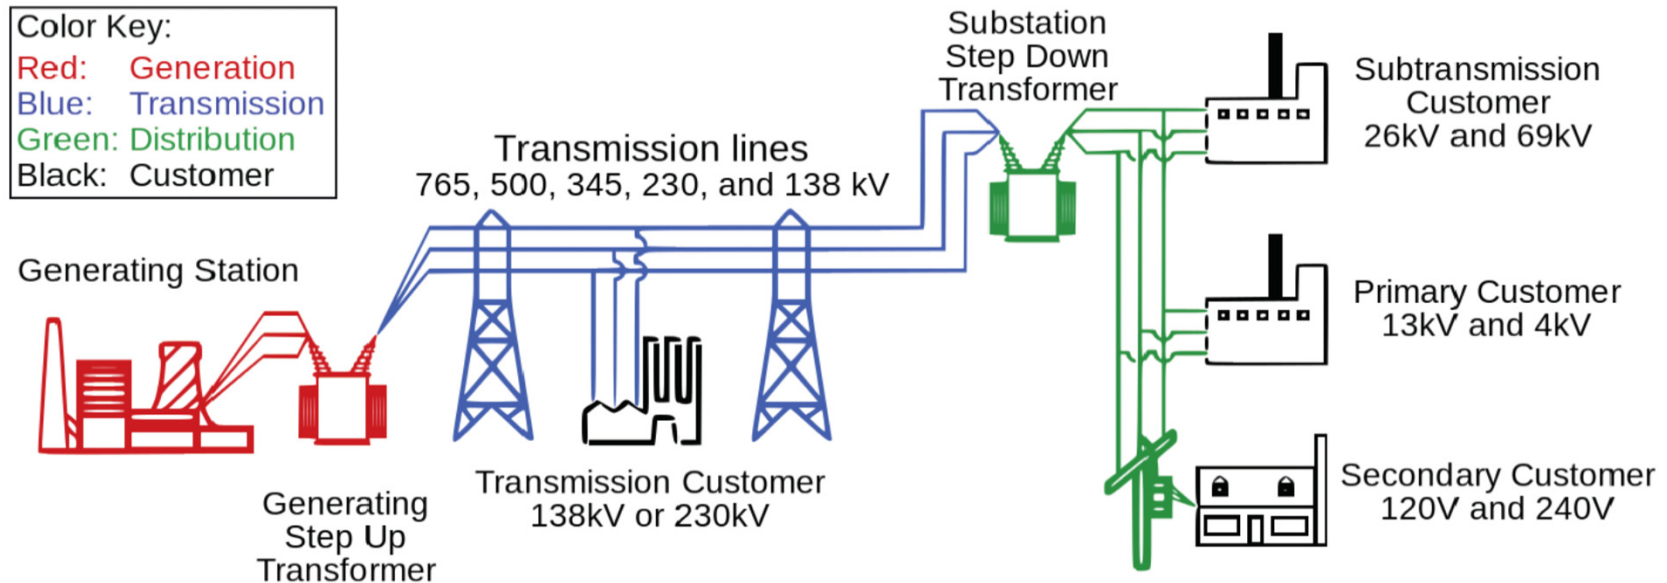 Color Key:
Red: Generation
Blue: Transmission
Green: Distribution
Black: Customer
Generating Station
Generating
Step Up
Transformer
Transmission lines
765, 500, 345, 230, and 138 kV
Transmission Customer
138kV or 230kV
Substation
Step Down
Transformer
Subtransmission
Customer
26kV and 69kV
Primary Customer
13kV and 4kV
Secondary Customer
120V and 240V